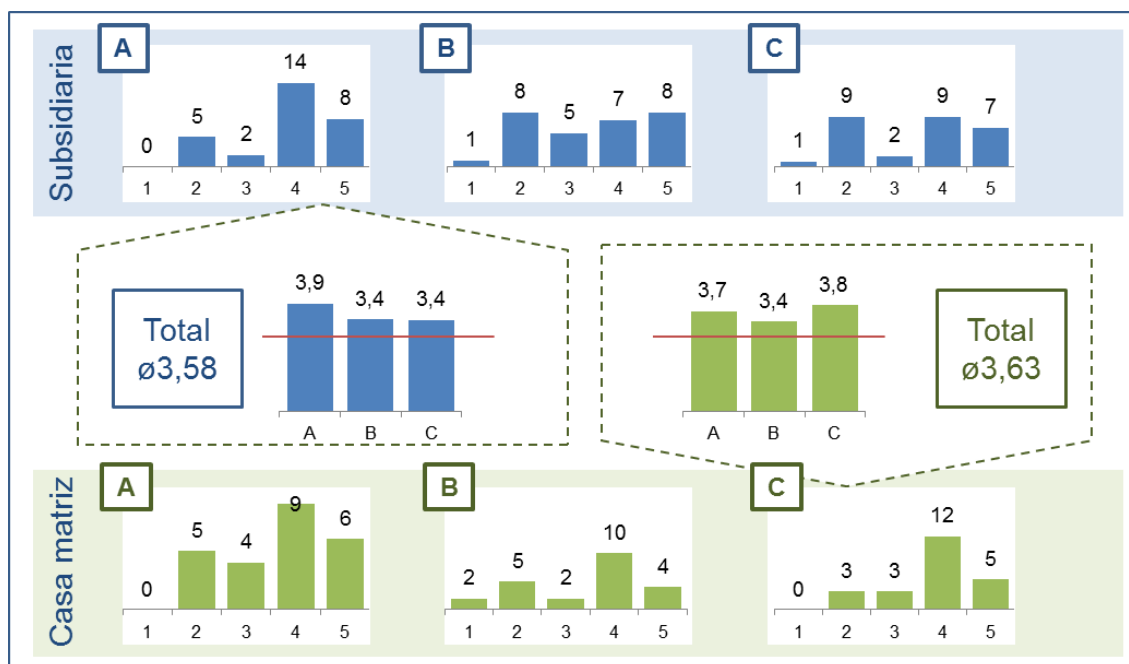 Subsidiaria
A
0 5 2 14 8
1 2 3 4 5
B
1 8 5 7 8
1 2 3 4 5
C
1 9 2 9 7
1 2 3 4 5
Total
ø3,58
3,9 3,4 3,4
A B C
3,7 3,4 3,8
A B C
Total
ø3,63
Casa matriz
A
0 5 4 9 6
1 2 3 4 5
B
2 5 2 10 4
1 2 3 4 5
C
0 3 3 12 5
1 2 3 4 5